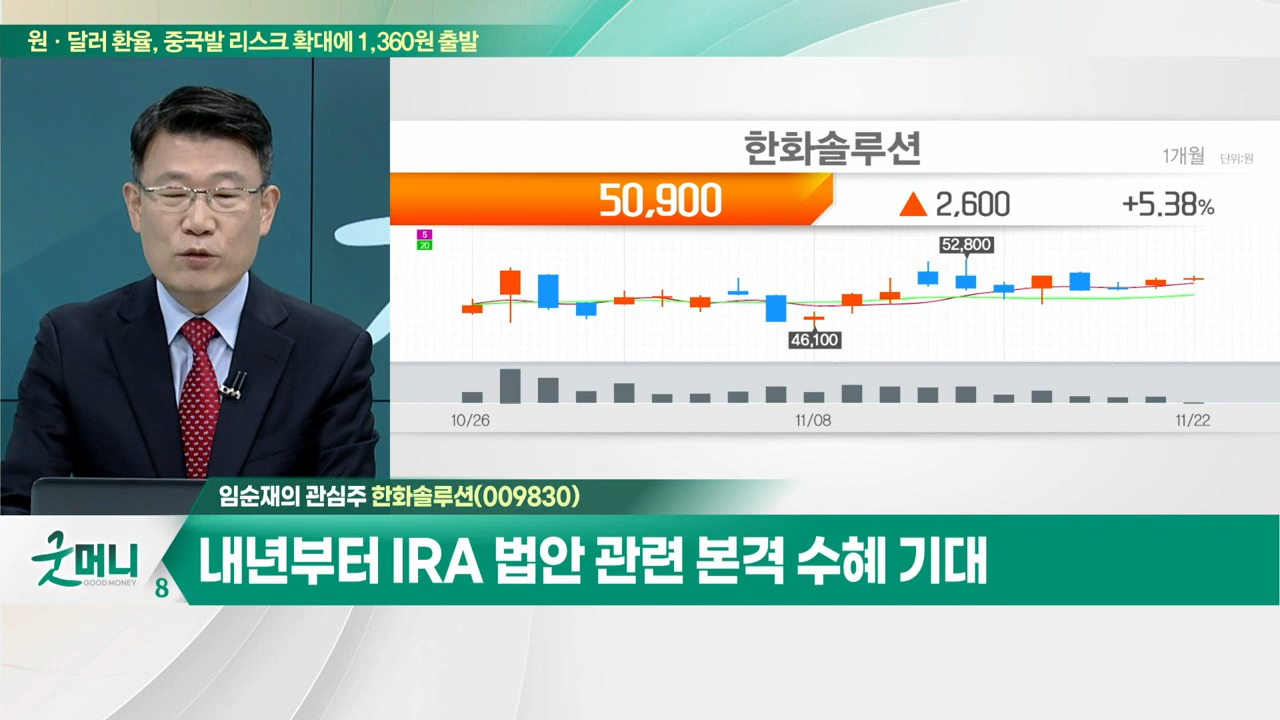 원·달러 환율, 중국발 리스크 확대에 1,360원 출발
한화솔루션
1개월 단위:원
50,900 ▲ 2,600 +5.38%
5
20
52,800
46,100
10/26 11/08 11/22
임순재의 관심주 한화솔루션(009830)
굿머니
GOOD MONEY
8
내년부터 IRA 법안 관련 본격 수혜 기대